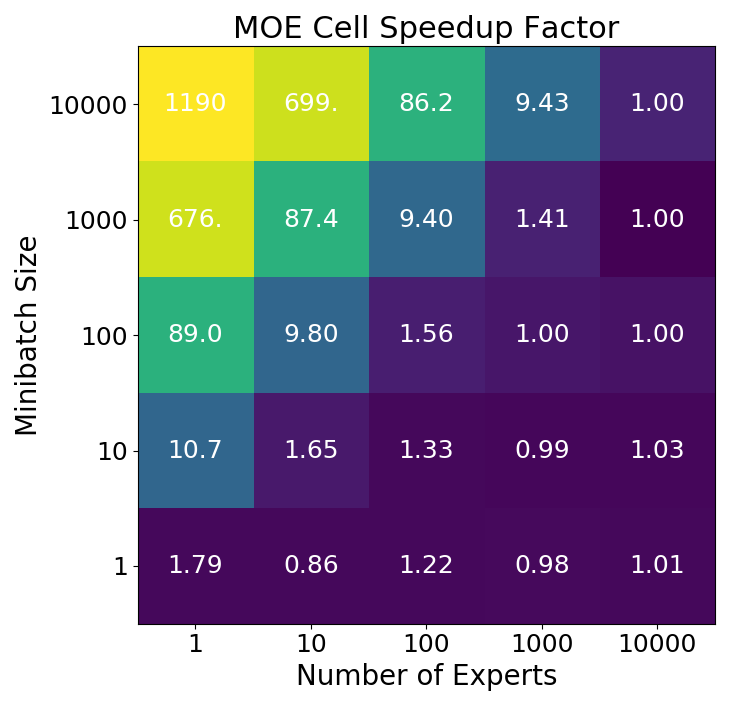 MOE Cell Speedup Factor
10000 1190 699. 86.2 9.43 1.00
1000 676. 87.4 9.40 1.41 1.00
100 89.0 9.80 1.56 1.00 1.00
10 10.7 1.65 1.33 0.99 1.03
1 1.79 0.86 1.22 0.98 1.01
Minibatch Size
1 10 100 1000 10000
Number of Experts